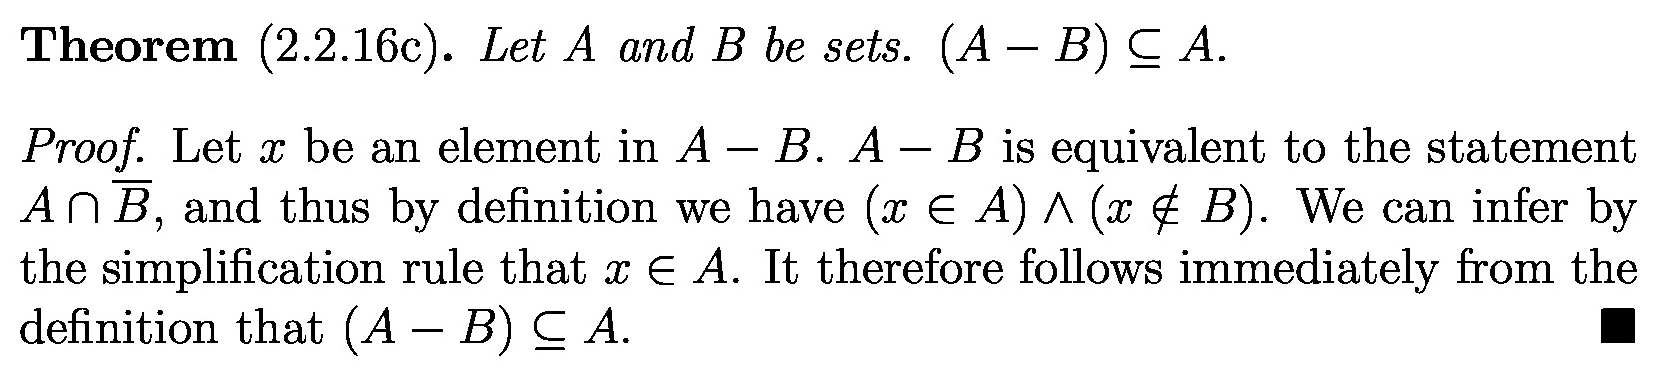 Theorem (2.2.16c). Let A and B be sets. (A − B) ⊆ A.
Proof. Let x be an element in A − B. A − B is equivalent to the statement
A ∩ B̅, and thus by definition we have (x ∈ A) ∧ (x ∉ B). We can infer by
the simplification rule that x ∈ A. It therefore follows immediately from the
definition that (A − B) ⊆ A. ■